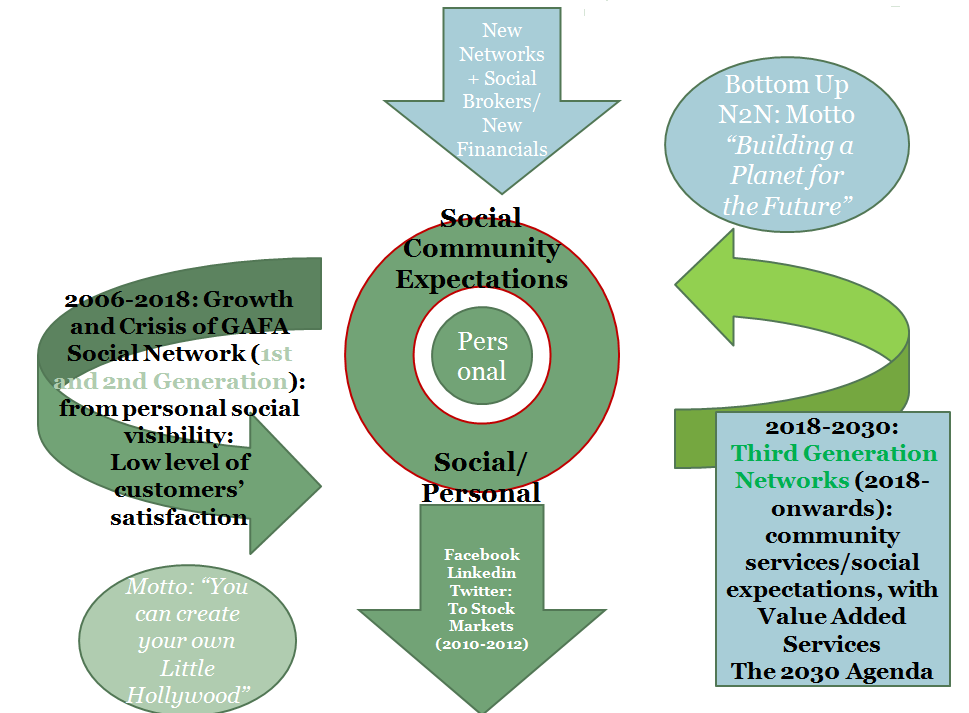 New
Networks
+ Social
Brokers/
New
Financials
Bottom Up
N2N: Motto
“Building a
Planet for
the Future”
Social
Community
Expectations
Pers
onal
Social/
Personal
2006-2018: Growth
and Crisis of GAFA
Social Network (1st
and 2nd Generation):
from personal social
visibility:
Low level of
customers’
satisfaction
Motto: “You
can create
your own
Little
Hollywood”
Facebook
Linkedin
Twitter:
To Stock
Markets
(2010-2012)
2018-2030:
Third Generation
Networks (2018-
onwards):
community
services/social
expectations, with
Value Added
Services
The 2030 Agenda